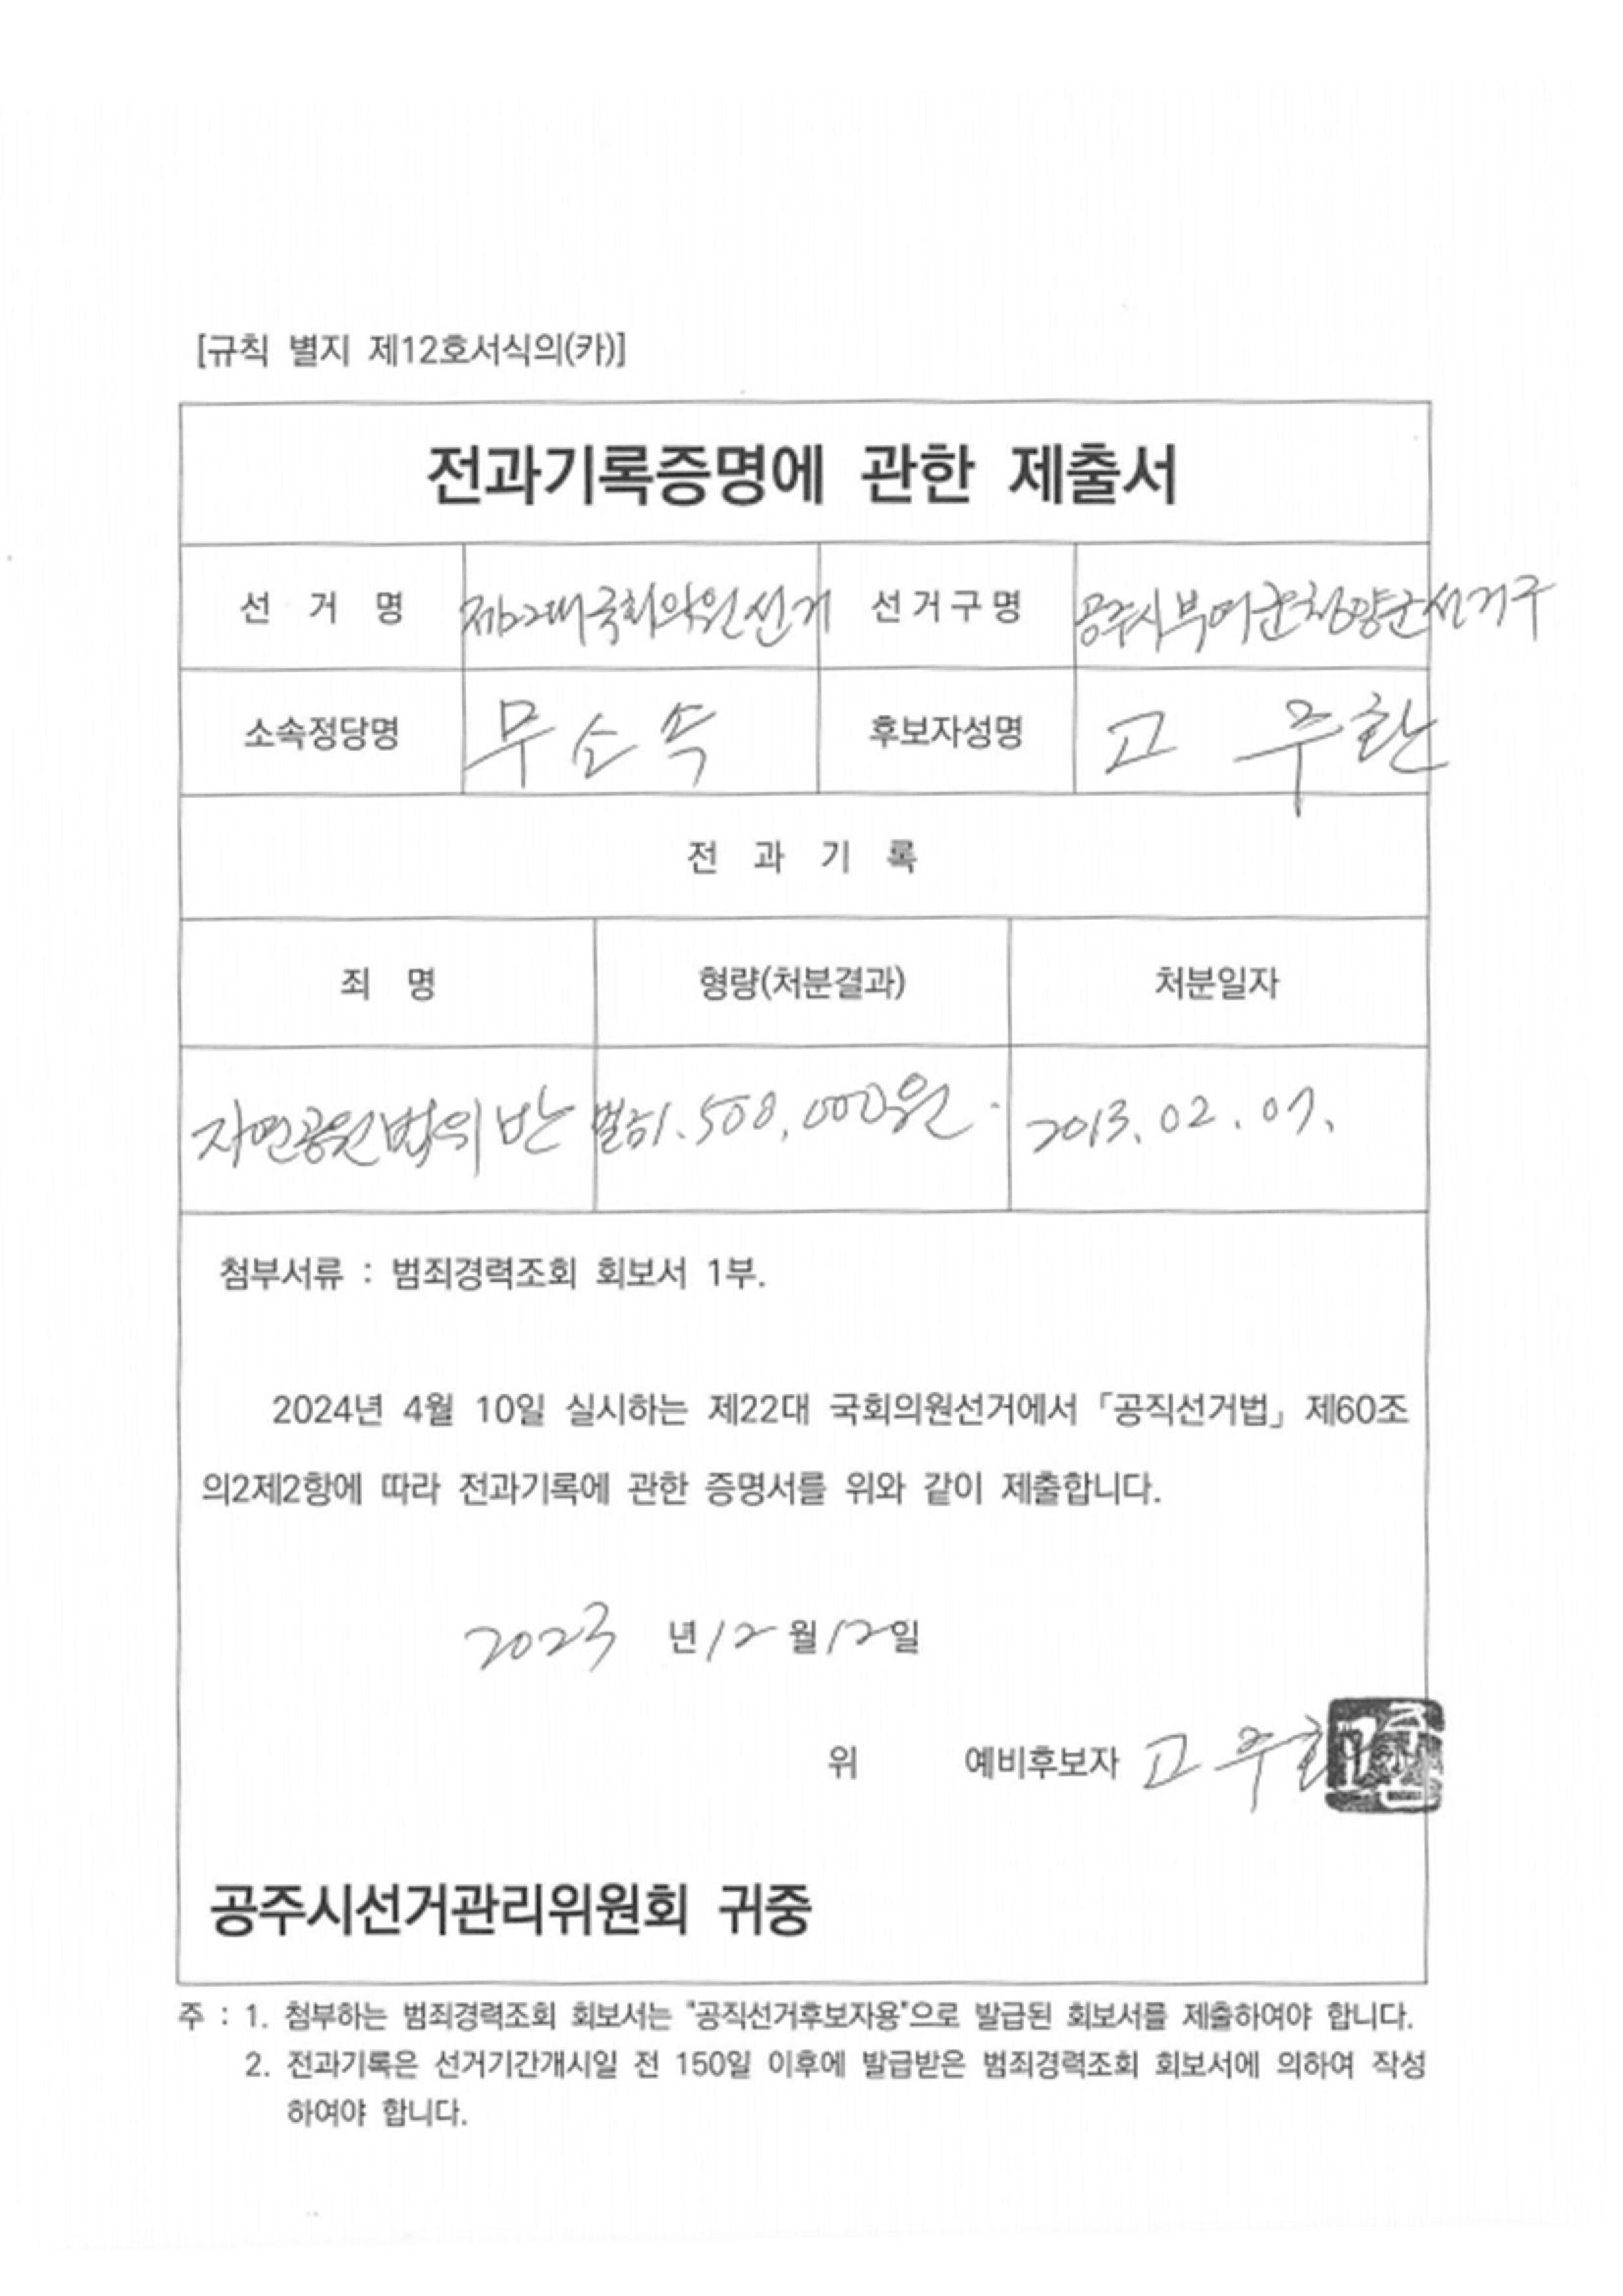 [규칙 별지 제12호서식의(카)]
전과기록증명에 관한 제출서
선 거 명 제22대국회의원선거 선거구명 공주시부여군청양군선거구
소속정당명 무소속 후보자성명 고 주환
전 과 기 록
죄 명 형량(처분결과) 처분일자
자연공원법위반 벌금1.500,000원 2013.02.07.
첨부서류 : 범죄경력조회 회보서 1부.
2024년 4월 10일 실시하는 제22대 국회의원선거에서 「공직선거법」 제60조
의2제2항에 따라 전과기록에 관한 증명서를 위와 같이 제출합니다.
2023 년 12 월 12 일
위 예비후보자 고 주환
공주시선거관리위원회 귀중
주 : 1. 첨부하는 범죄경력조회 회보서는 "공직선거후보자용"으로 발급된 회보서를 제출하여야 합니다.
2. 전과기록은 선거기간개시일 전 150일 이후에 발급받은 범죄경력조회 회보서에 의하여 작성
하여야 합니다.